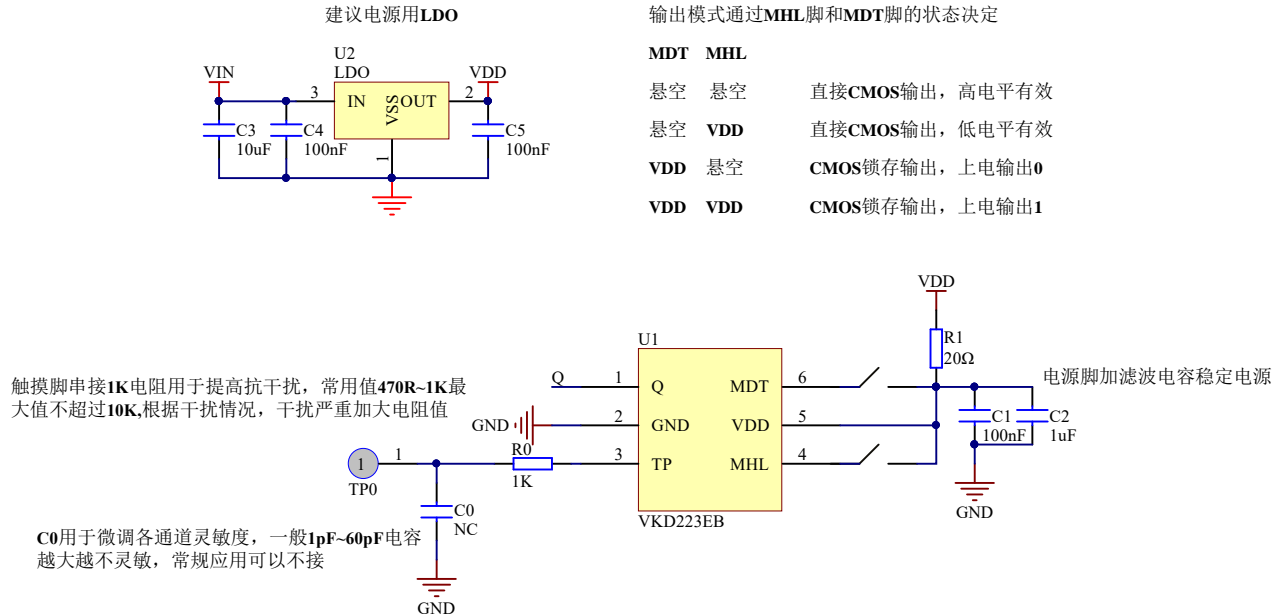 建议电源用LDO
U2
LDO
VIN
VDD
3
IN
VSS
OUT
2
1
C3
10uF
C4
100nF
C5
100nF
输出模式通过MHL脚和MDT脚的状态决定
MDT MHL
悬空 悬空 直接CMOS输出，高电平有效
悬空 VDD 直接CMOS输出，低电平有效
VDD 悬空 CMOS锁存输出，上电输出0
VDD VDD CMOS锁存输出，上电输出1
VDD
R1
20Ω
U1
Q
1
Q
MDT
6
GND
2
GND
VDD
5
R0
1K
3
TP
MHL
4
VKD223EB
C1
100nF
C2
1uF
GND
电源脚加滤波电容稳定电源
触摸脚串接1K电阻用于提高抗干扰，常用值470R~1K最
大值不超过10K,根据干扰情况，干扰严重加大电阻值
1
1
TP0
C0
NC
GND
C0用于微调各通道灵敏度，一般1pF~60pF电容
越大越不灵敏，常规应用可以不接